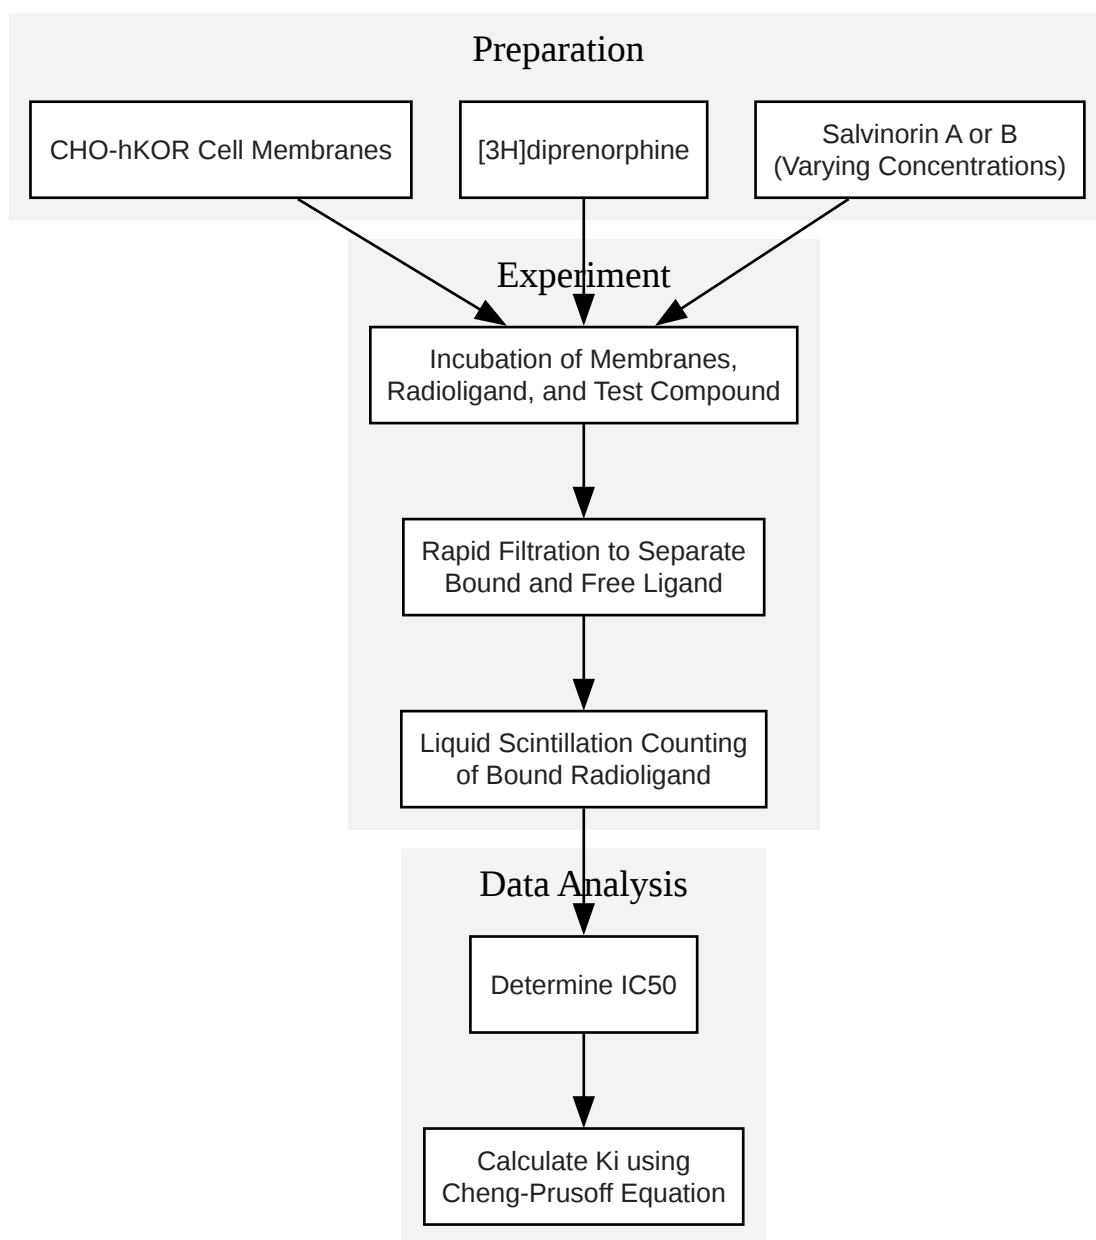 Preparation
CHO-hKOR Cell Membranes
[3H]diprenorphine
Salvinorin A or B
(Varying Concentrations)
Experiment
Incubation of Membranes,
Radioligand, and Test Compound
Rapid Filtration to Separate
Bound and Free Ligand
Liquid Scintillation Counting
of Bound Radioligand
Data Analysis
Determine IC50
Calculate Ki using
Cheng-Prusoff Equation